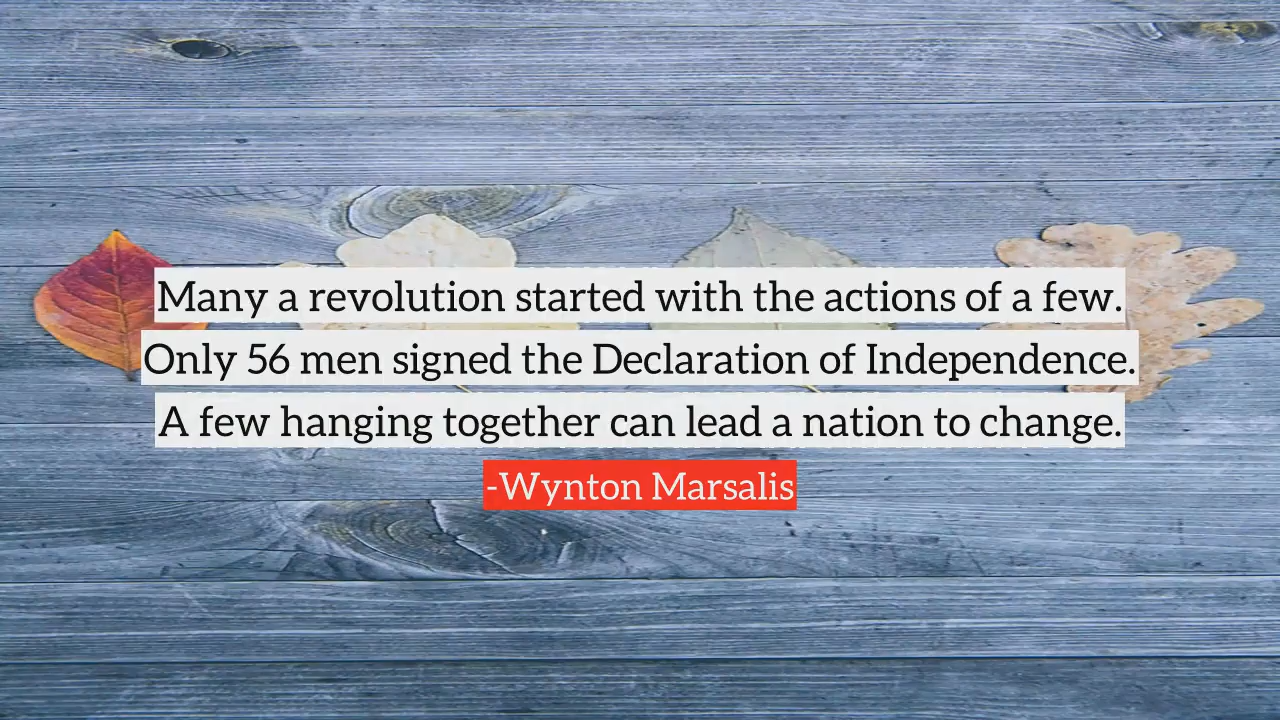 Many a revolution started with the actions of a few.
Only 56 men signed the Declaration of Independence.
A few hanging together can lead a nation to change.
-Wynton Marsalis